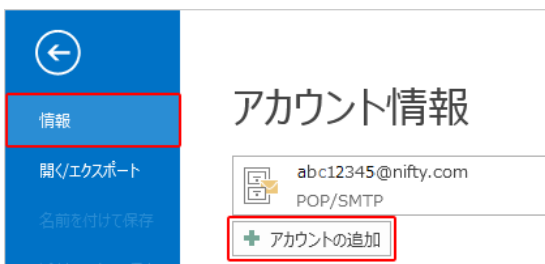 情報
開く/エクスポート
名前を付けて保存
アカウント情報
abc12345@nifty.com
POP/SMTP
アカウントの追加